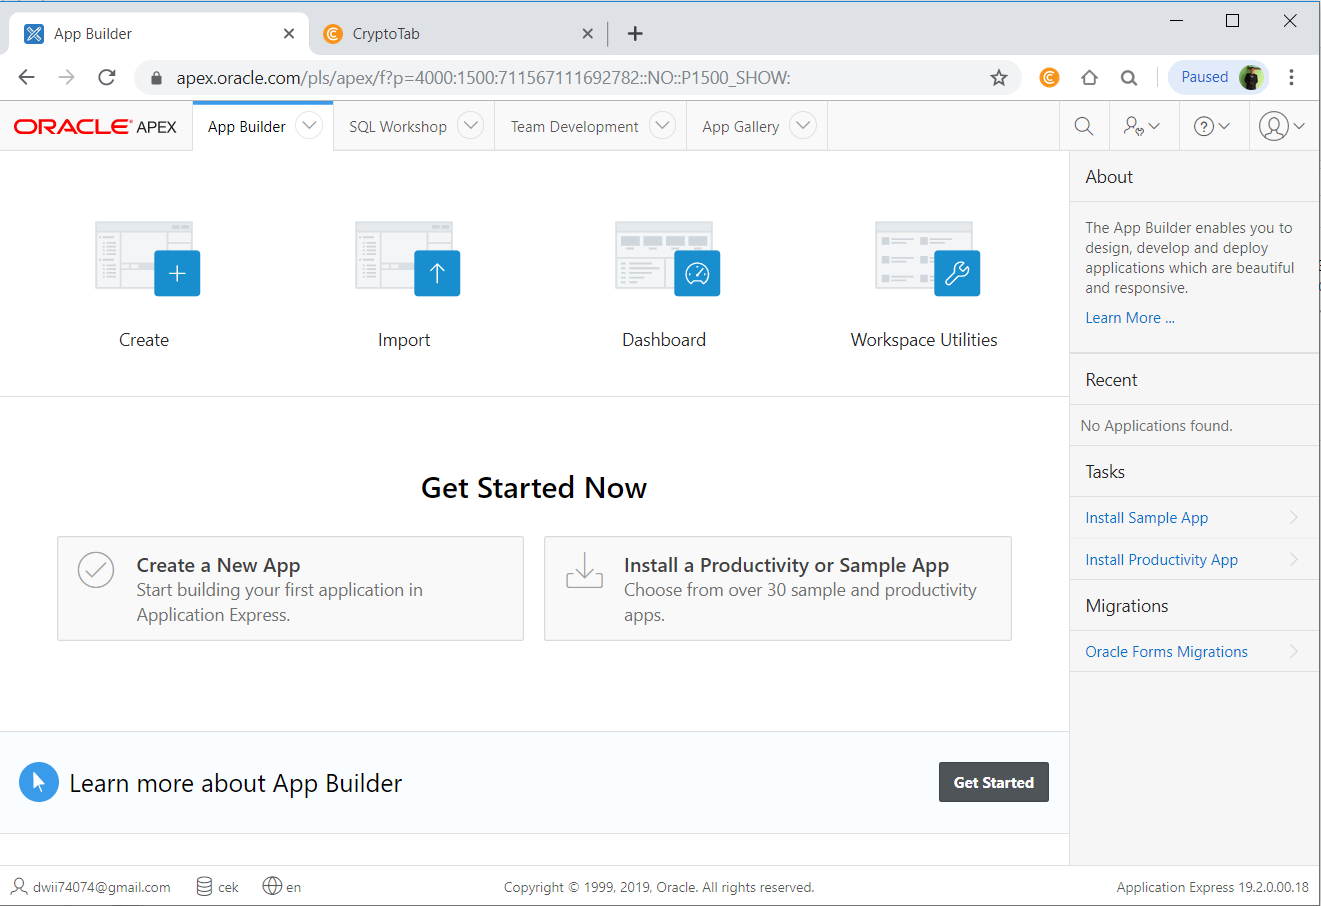 App Builder
CryptoTab
apex.oracle.com/pls/apex/f?p=4000:1500:711567111692782::NO::P1500_SHOW:
Paused
ORACLE® APEX
App Builder
SQL Workshop
Team Development
App Gallery
Create
Import
Dashboard
Workspace Utilities
Get Started Now
Create a New App
Start building your first application in
Application Express.
Install a Productivity or Sample App
Choose from over 30 sample and productivity
apps.
Learn more about App Builder
Get Started
About
The App Builder enables you to
design, develop and deploy
applications which are beautiful
and responsive.
Learn More ...
Recent
No Applications found.
Tasks
Install Sample App
Install Productivity App
Migrations
Oracle Forms Migrations
dwii74074@gmail.com
cek
en
Copyright © 1999, 2019, Oracle. All rights reserved.
Application Express 19.2.0.00.18